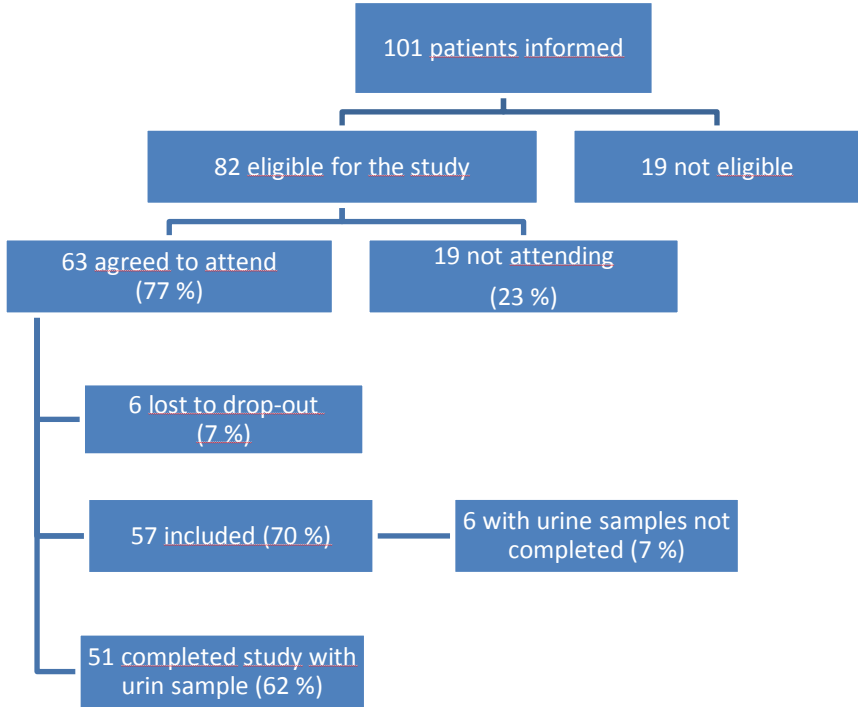 101 patients informed
82 eligible for the study
19 not eligible
63 agreed to attend
(77 %)
19 not attending
(23 %)
6 lost to drop-out
(7 %)
57 included (70 %)
6 with urine samples not
completed (7 %)
51 completed study with
urin sample (62 %)